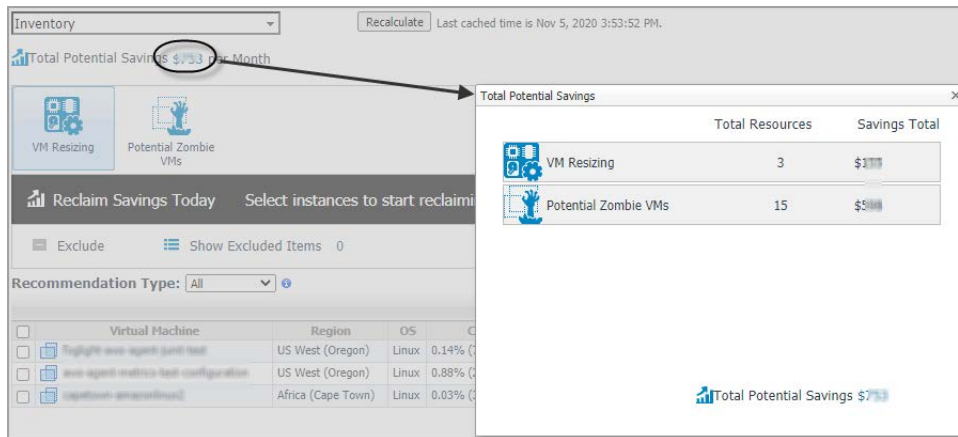 Inventory
Recalculate Last cached time is Nov 5, 2020 3:53:52 PM.
Total Potential Savings $753 per Month
VM Resizing
Potential Zombie
VMs
Reclaim Savings Today Select instances to start reclaimi
Exclude Show Excluded Items 0
Recommendation Type: All
Virtual Machine Region OS C
US West (Oregon) Linux 0.14% (
US West (Oregon) Linux 0.88% (
Africa (Cape Town) Linux 0.03% (
Total Potential Savings
Total Resources Savings Total
VM Resizing 3
Potential Zombie VMs 15
Total Potential Savings